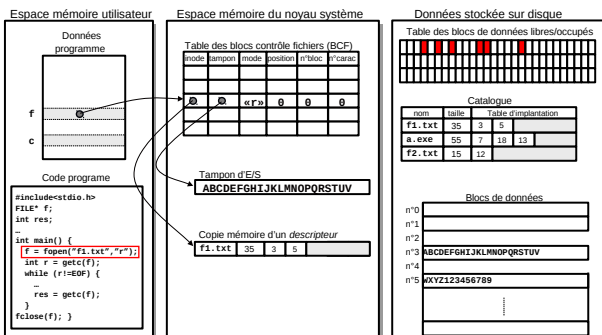 Espace mémoire utilisateur
Données
programme
f
c
Code programe
#include<stdio.h>
FILE* f;
int res;
…
int main() {
f = fopen("f1.txt","r");
int r = getc(f);
while (r!=EOF) {
…
res = getc(f);
}
fclose(f); }
Espace mémoire du noyau système
Table des blocs contrôle fichiers (BCF)
inode tampon mode position n°bloc n°carac
«r» 0 0 0
Tampon d'E/S
ABCDEFGHIJKLMNOPQRSTUV
Copie mémoire d'un descripteur
f1.txt 35 3 5
Données stockée sur disque
Table des blocs de données libres/occupés
Catalogue
nom taille Table d'implantation
f1.txt 35 3 5
a.exe 55 7 18 13
f2.txt 15 12
Blocs de données
n°0
n°1
n°2
n°3 ABCDEFGHIJKLMNOPQRSTUV
n°4
n°5 WXYZ123456789